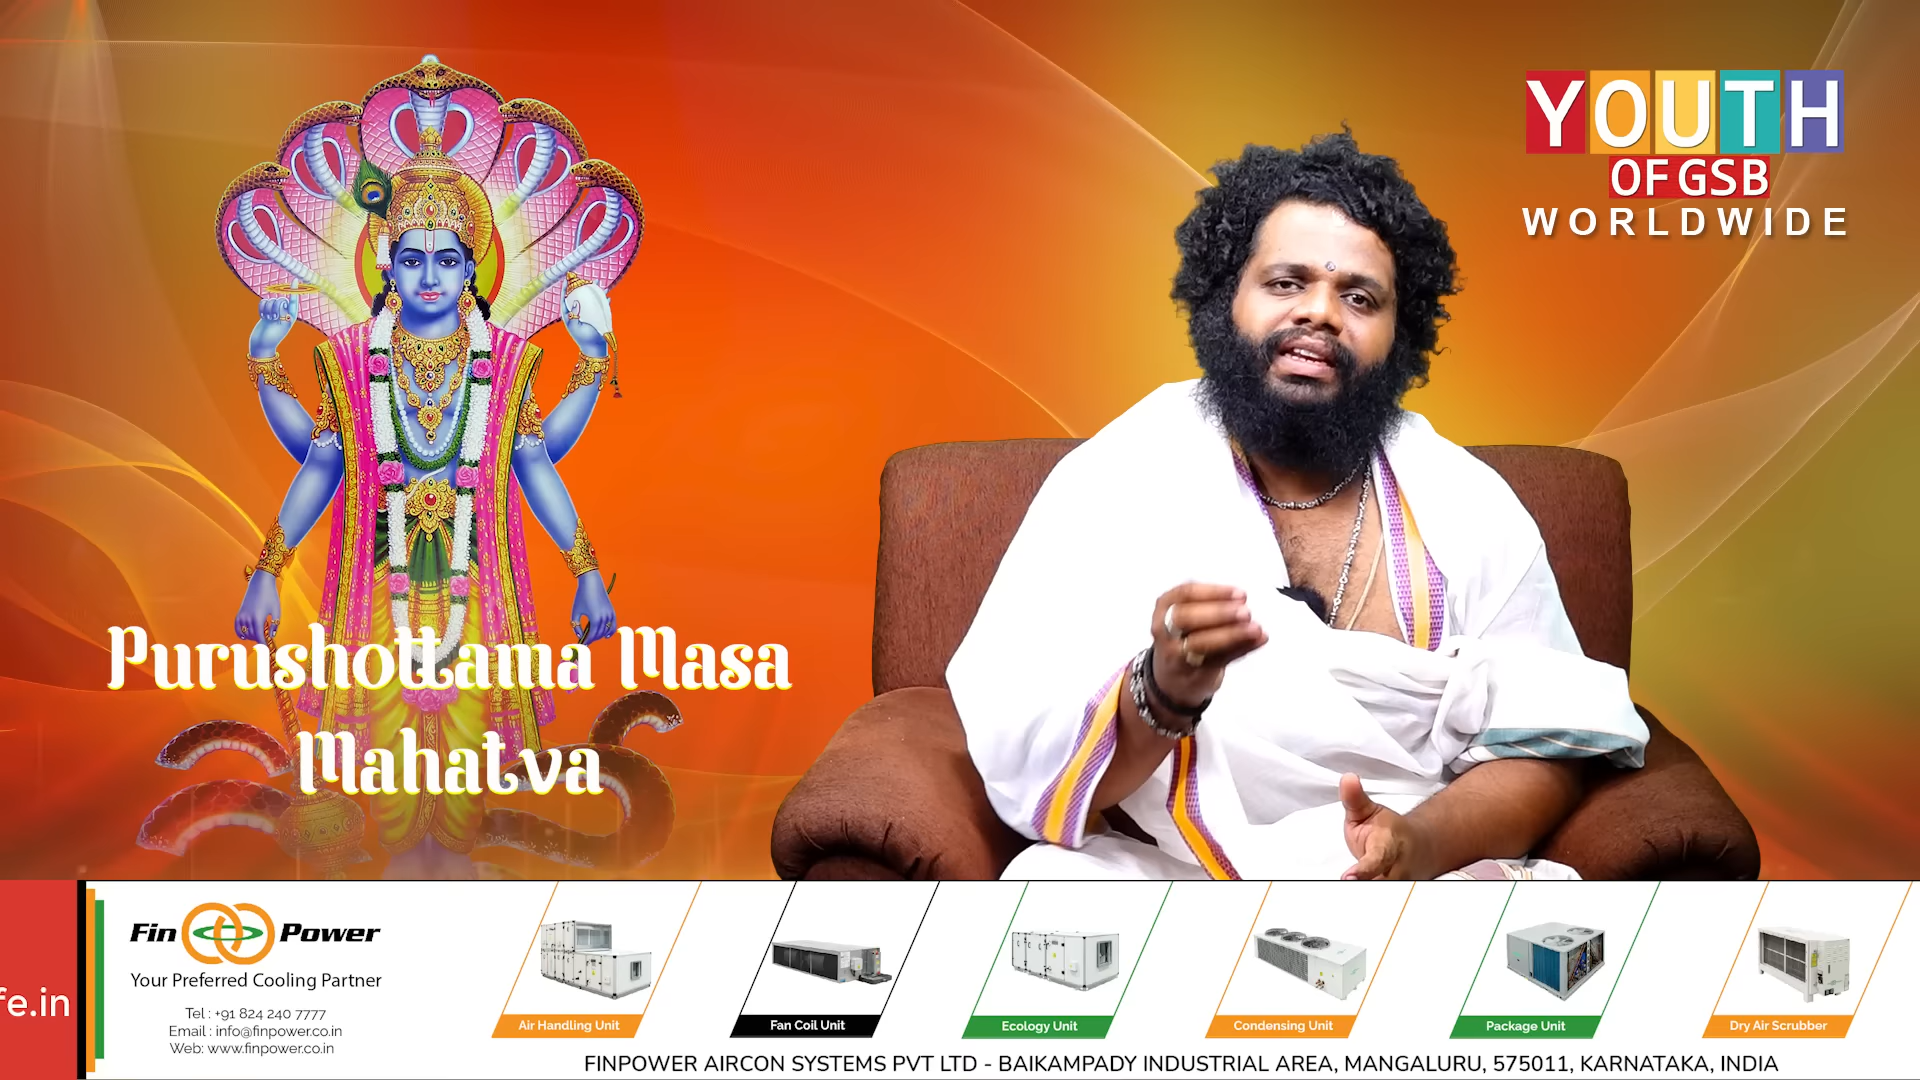 YOUTH
OF GSB
WORLDWIDE
Purushottama Masa
Mahatva
fe.in
Fin Power
Your Preferred Cooling Partner
Tel : +91 824 240 7777
Email : info@finpower.co.in
Web: www.finpower.co.in
Air Handling Unit
Fan Coil Unit
Ecology Unit
Condensing Unit
Package Unit
Dry Air Scrubber
FINPOWER AIRCON SYSTEMS PVT LTD - BAIKAMPADY INDUSTRIAL AREA, MANGALURU, 575011, KARNATAKA, INDIA